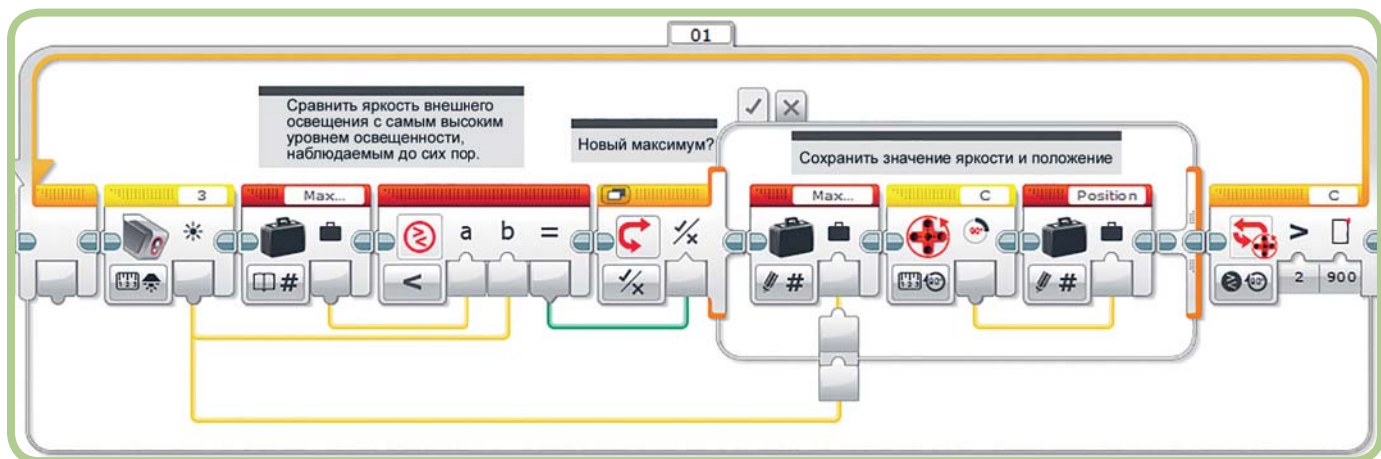 01
Сравнить яркость внешнего
освещения с самым высоким
уровнем освещенности,
наблюдаемым до сих пор.
Новый максимум?
Сохранить значение яркости и положение
3
Max...
Max...
C
Position
C
a b =
>
<
#
#
90°
#
90°
2 900